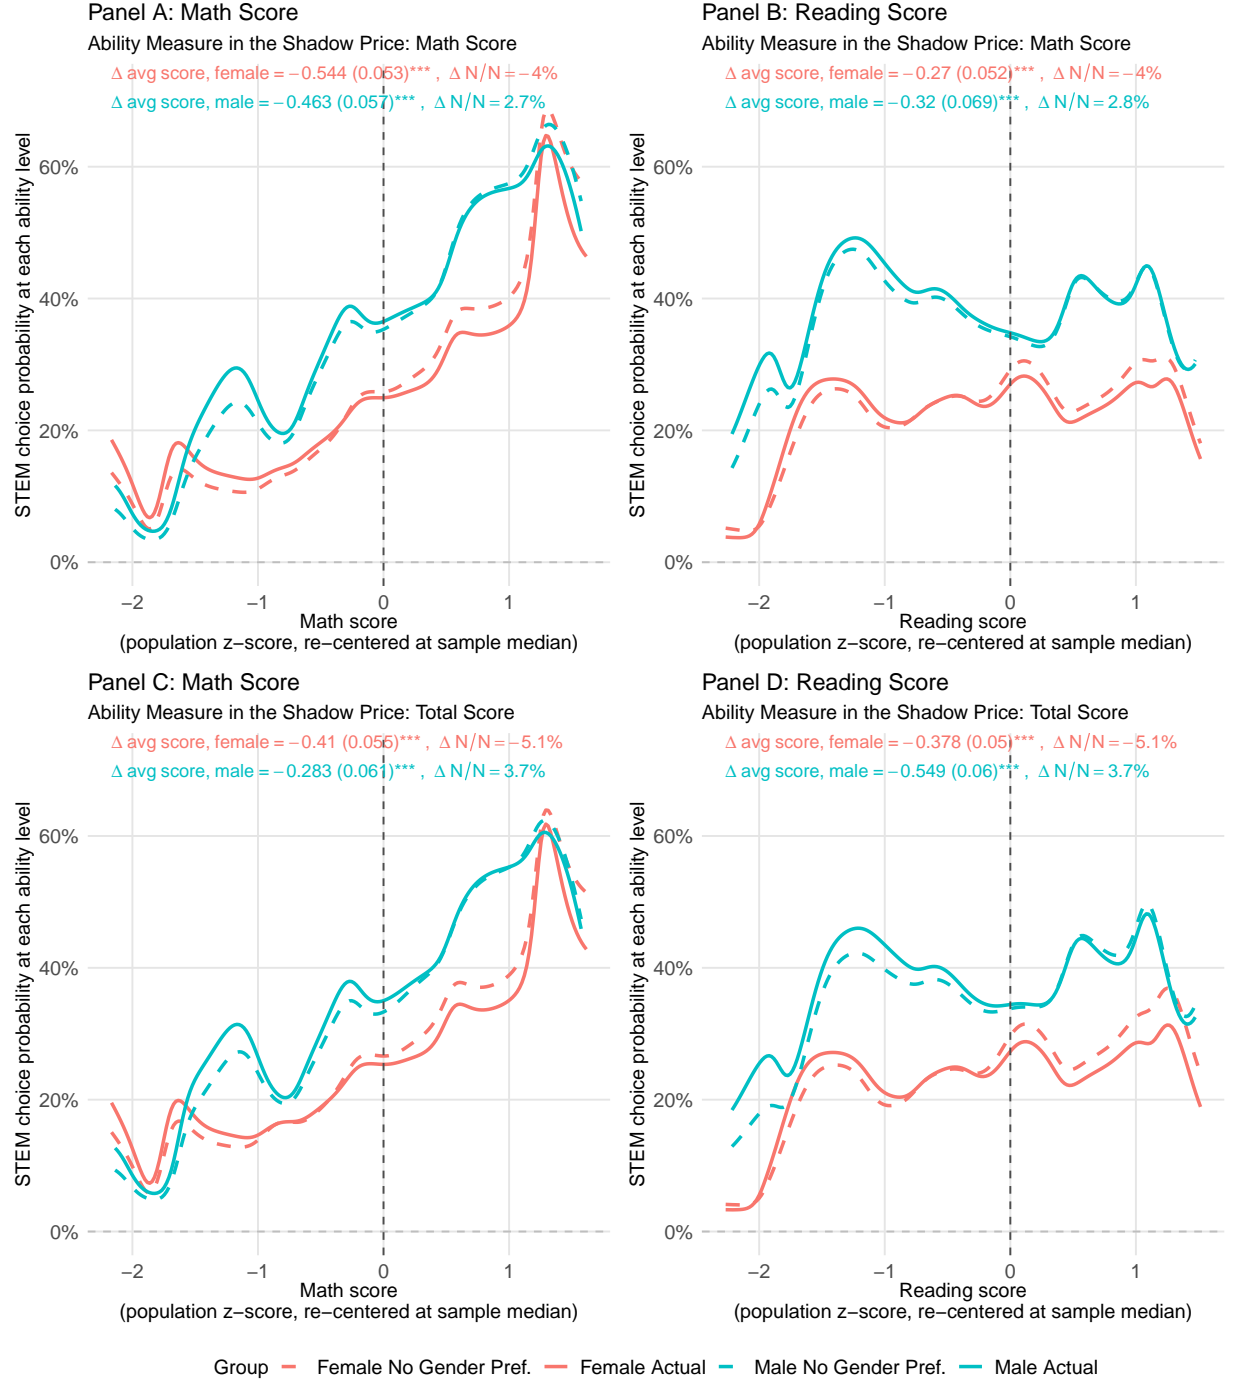 Panel A: Math Score
Ability Measure in the Shadow Price: Math Score
Δ avg score, female = −0.544 (0.053)*** , Δ N/N = −4%
Δ avg score, male = −0.463 (0.057)*** , Δ N/N = 2.7%
STEM choice probability at each ability level
60%
40%
20%
0%
−2 −1 0 1
Math score
(population z−score, re−centered at sample median)
Panel B: Reading Score
Ability Measure in the Shadow Price: Math Score
Δ avg score, female = −0.27 (0.052)*** , Δ N/N = −4%
Δ avg score, male = −0.32 (0.069)*** , Δ N/N = 2.8%
STEM choice probability at each ability level
60%
40%
20%
0%
−2 −1 0 1
Reading score
(population z−score, re−centered at sample median)
Panel C: Math Score
Ability Measure in the Shadow Price: Total Score
Δ avg score, female = −0.41 (0.055)*** , Δ N/N = −5.1%
Δ avg score, male = −0.283 (0.061)*** , Δ N/N = 3.7%
STEM choice probability at each ability level
60%
40%
20%
0%
−2 −1 0 1
Math score
(population z−score, re−centered at sample median)
Panel D: Reading Score
Ability Measure in the Shadow Price: Total Score
Δ avg score, female = −0.378 (0.05)*** , Δ N/N = −5.1%
Δ avg score, male = −0.549 (0.06)*** , Δ N/N = 3.7%
STEM choice probability at each ability level
60%
40%
20%
0%
−2 −1 0 1
Reading score
(population z−score, re−centered at sample median)
Group Female No Gender Pref. Female Actual Male No Gender Pref. Male Actual